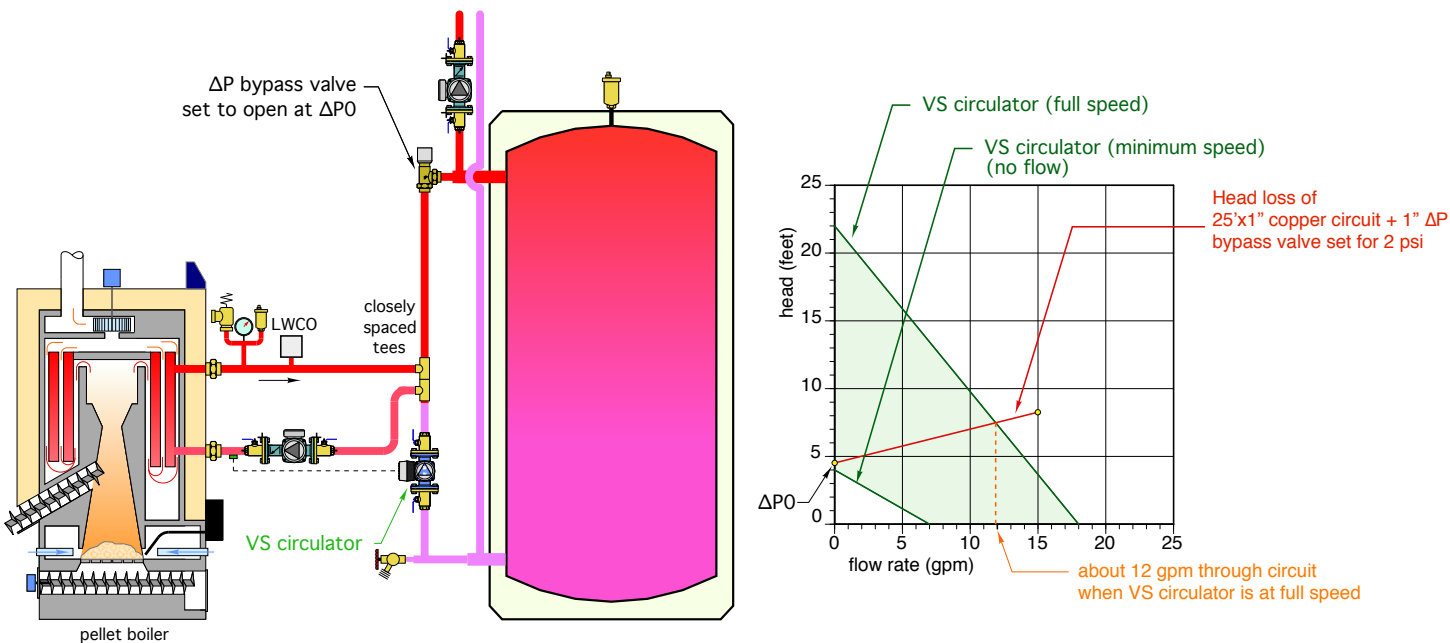 ΔP bypass valve
set to open at ΔP0
LWCO
closely
spaced
tees
VS circulator
pellet boiler
VS circulator (full speed)
VS circulator (minimum speed)
(no flow)
Head loss of
25'x1" copper circuit + 1" ΔP
bypass valve set for 2 psi
head (feet)
25
20
15
10
5
0
ΔP0
0 5 10 15 20 25
flow rate (gpm)
about 12 gpm through circuit
when VS circulator is at full speed